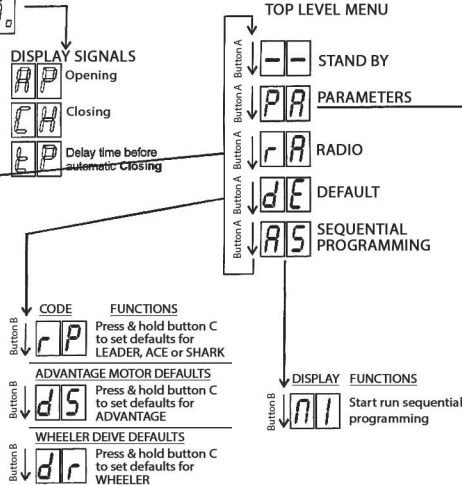 DISPLAY SIGNALS
AP Opening
CH Closing
tP Delay time before
automatic Closing
TOP LEVEL MENU
Button A -- STAND BY
Button A PA PARAMETERS
Button A rA RADIO
Button A dE DEFAULT
Button A AS SEQUENTIAL
PROGRAMMING
CODE FUNCTIONS
Button B rP Press & hold button C
to set defaults for
LEADER, ACE or SHARK
ADVANTAGE MOTOR DEFAULTS
Button B dS Press & hold button C
to set defaults for
ADVANTAGE
WHEELER DEIVE DEFAULTS
Button B dr Press & hold button C
to set defaults for
WHEELER
DISPLAY FUNCTIONS
Button B n1 Start run sequential
programming